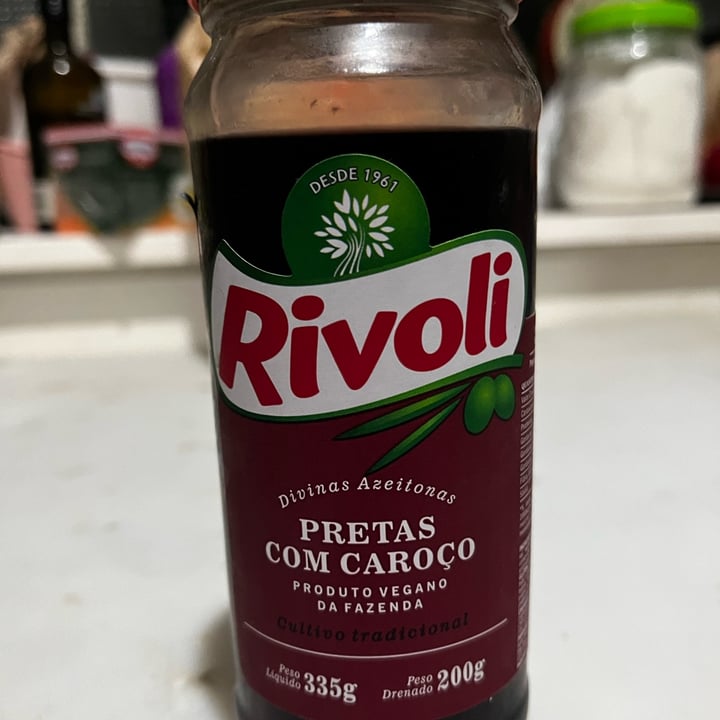 DESDE 1961
Rivoli
Divinas Azeitonas
PRETAS
COM CAROÇO
PRODUTO VEGANO
DA FAZENDA
Cultivo tradicional
Peso Líquido 335g
Peso Drenado 200g